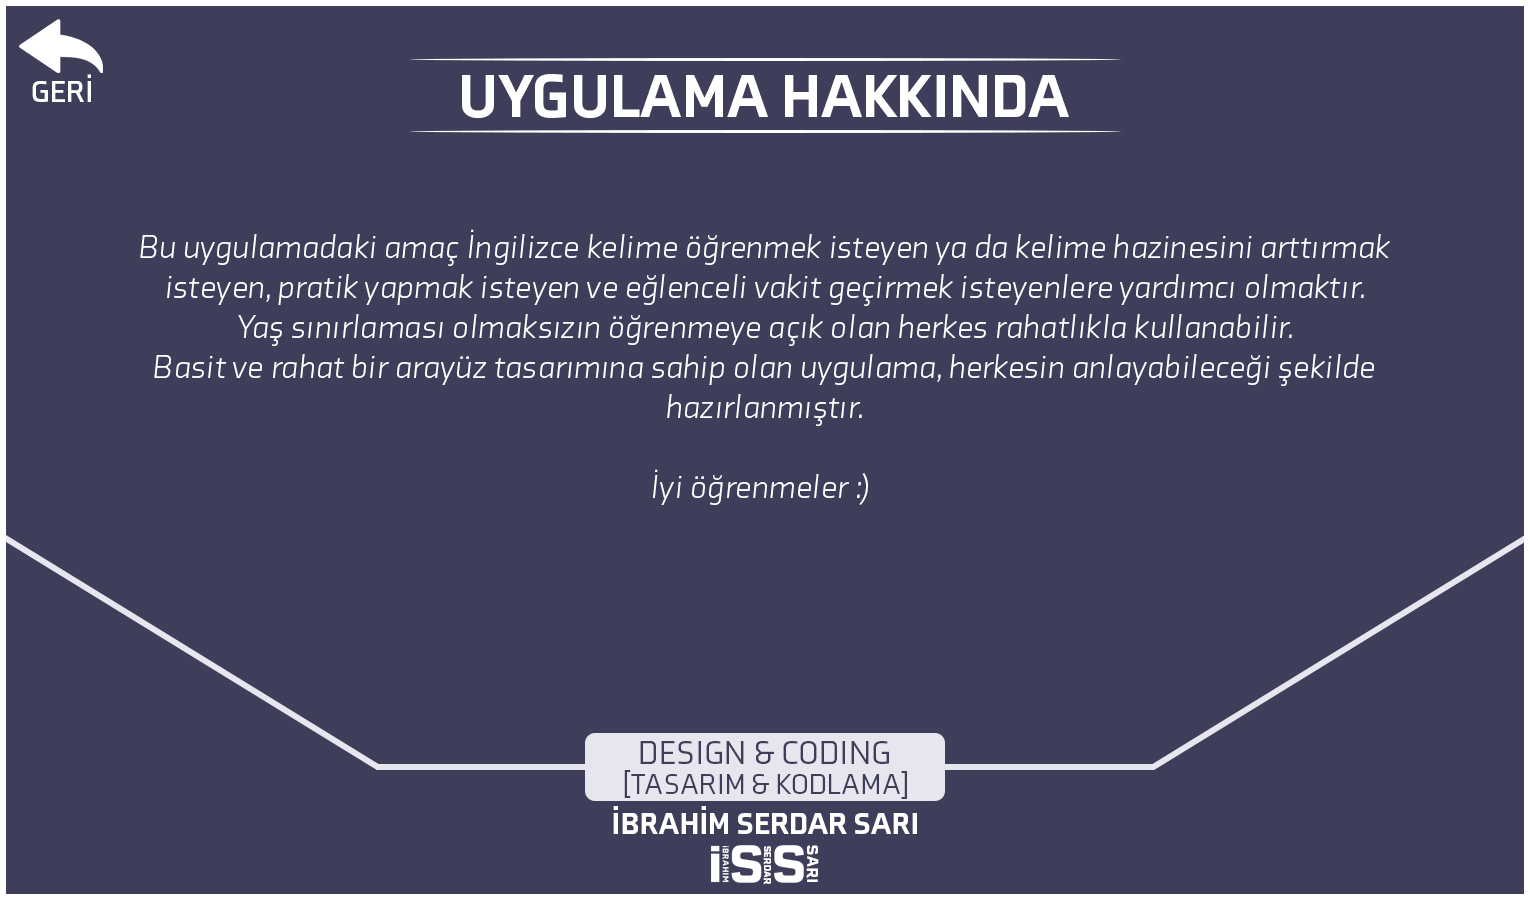 GERİ
UYGULAMA HAKKINDA
Bu uygulamadaki amaç İngilizce kelime öğrenmek isteyen ya da kelime hazinesini arttırmak
isteyen, pratik yapmak isteyen ve eğlenceli vakit geçirmek isteyenlere yardımcı olmaktır.
Yaş sınırlaması olmaksızın öğrenmeye açık olan herkes rahatlıkla kullanabilir.
Basit ve rahat bir arayüz tasarımına sahip olan uygulama, herkesin anlayabileceği şekilde
hazırlanmıştır.
İyi öğrenmeler :)
DESIGN & CODING
[TASARIM & KODLAMA]
İBRAHİM SERDAR SARI
İ İBRAHIM S SERDAR S SARI